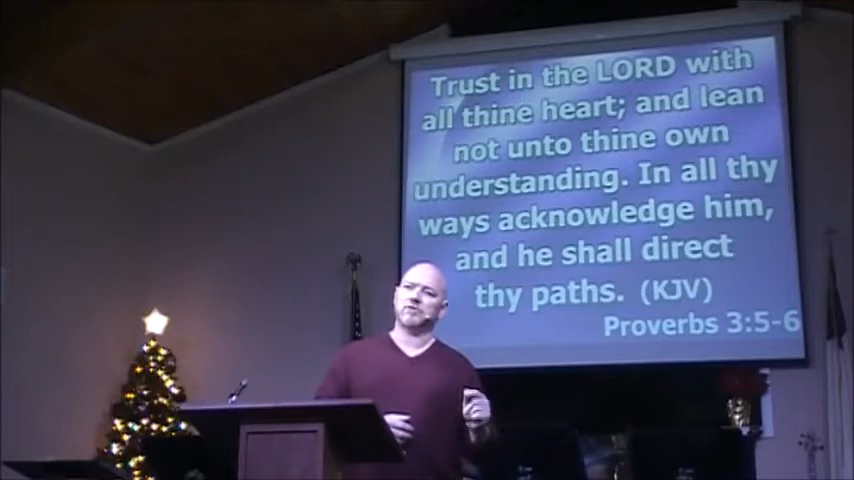 Trust in the LORD with
all thine heart; and lean
not unto thine own
understanding. In all thy
ways acknowledge him,
and he shall direct
thy paths. (KJV)
Proverbs 3:5-6